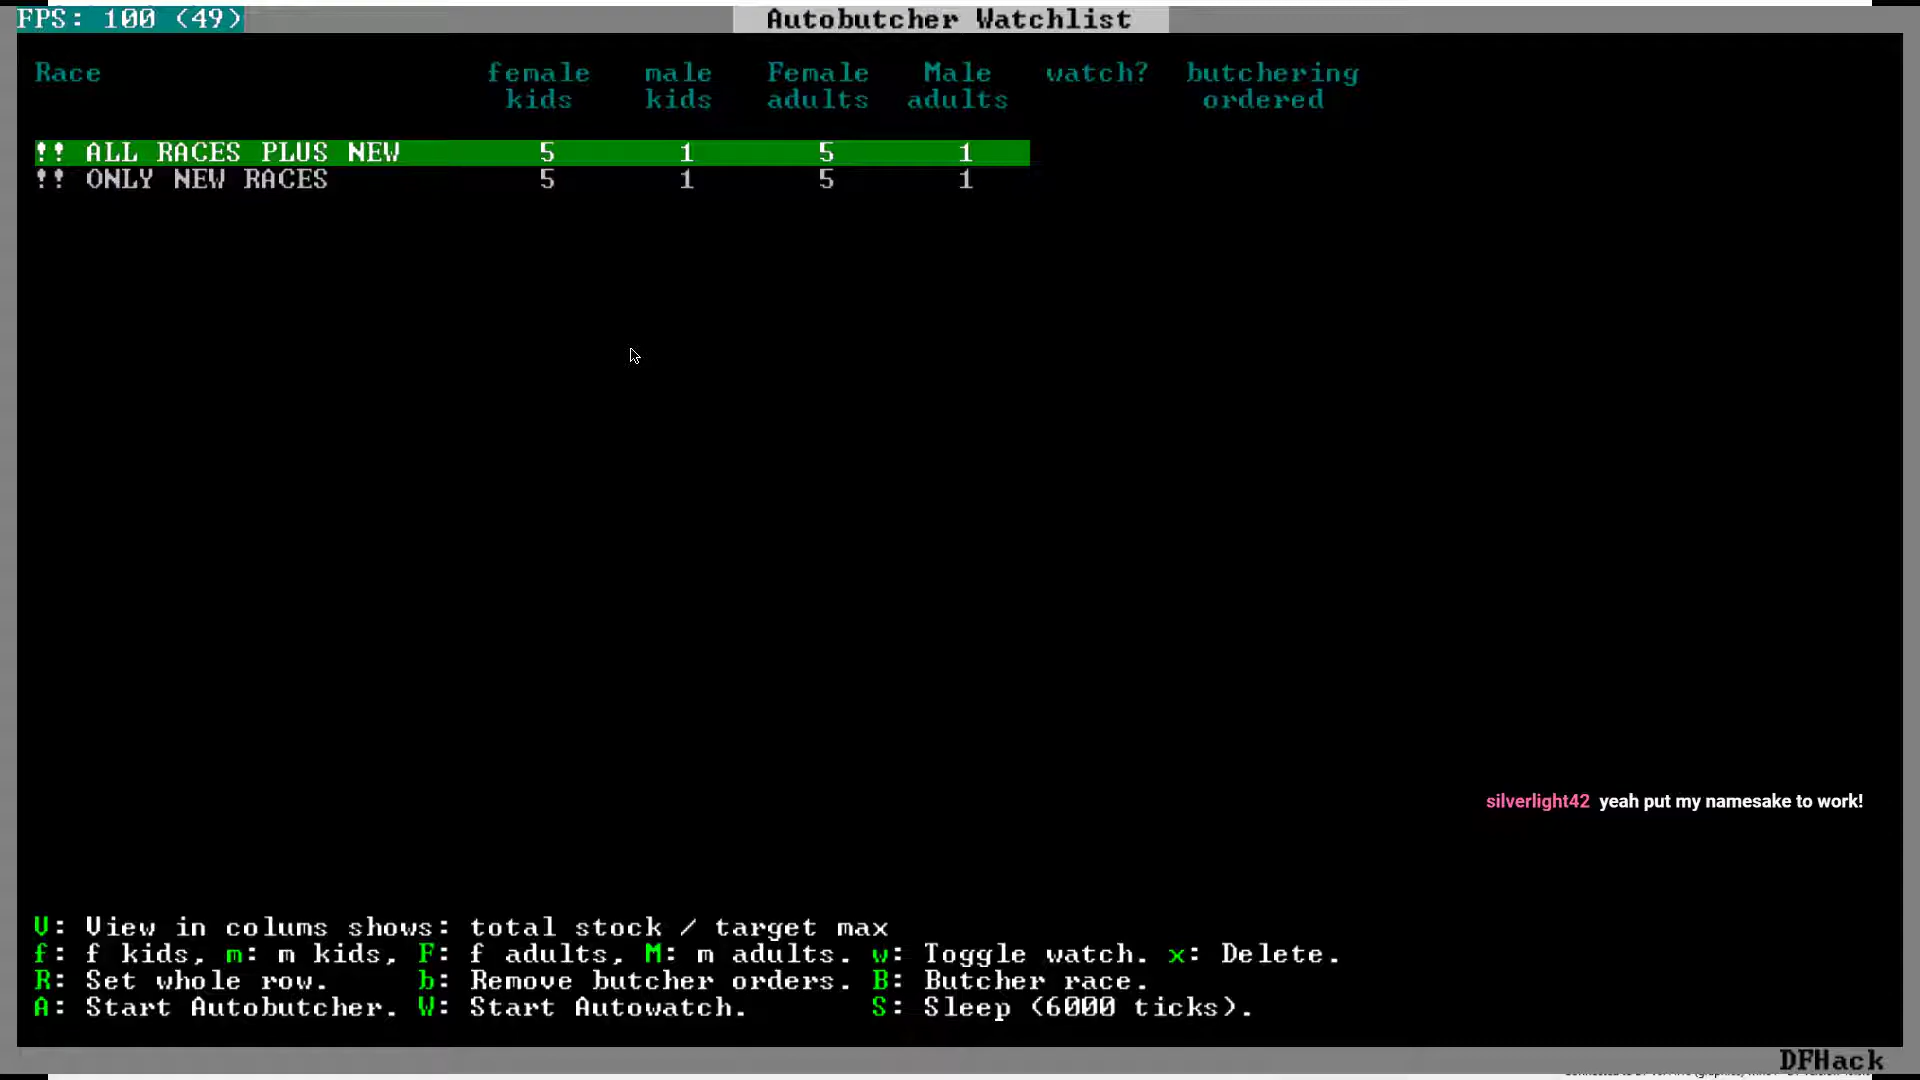 FPS: 100 (49)
Autobutcher Watchlist
Race female male Female Male watch? butchering
kids kids adults adults ordered
!! ALL RACES PLUS NEW 5 1 5 1
!! ONLY NEW RACES 5 1 5 1
silverlight42 yeah put my namesake to work!
V: View in colums shows: total stock / target max
f: f kids, m: m kids, F: f adults, M: m adults. w: Toggle watch. x: Delete.
R: Set whole row. b: Remove butcher orders. B: Butcher race.
A: Start Autobutcher. W: Start Autowatch. S: Sleep (6000 ticks).
DFHack